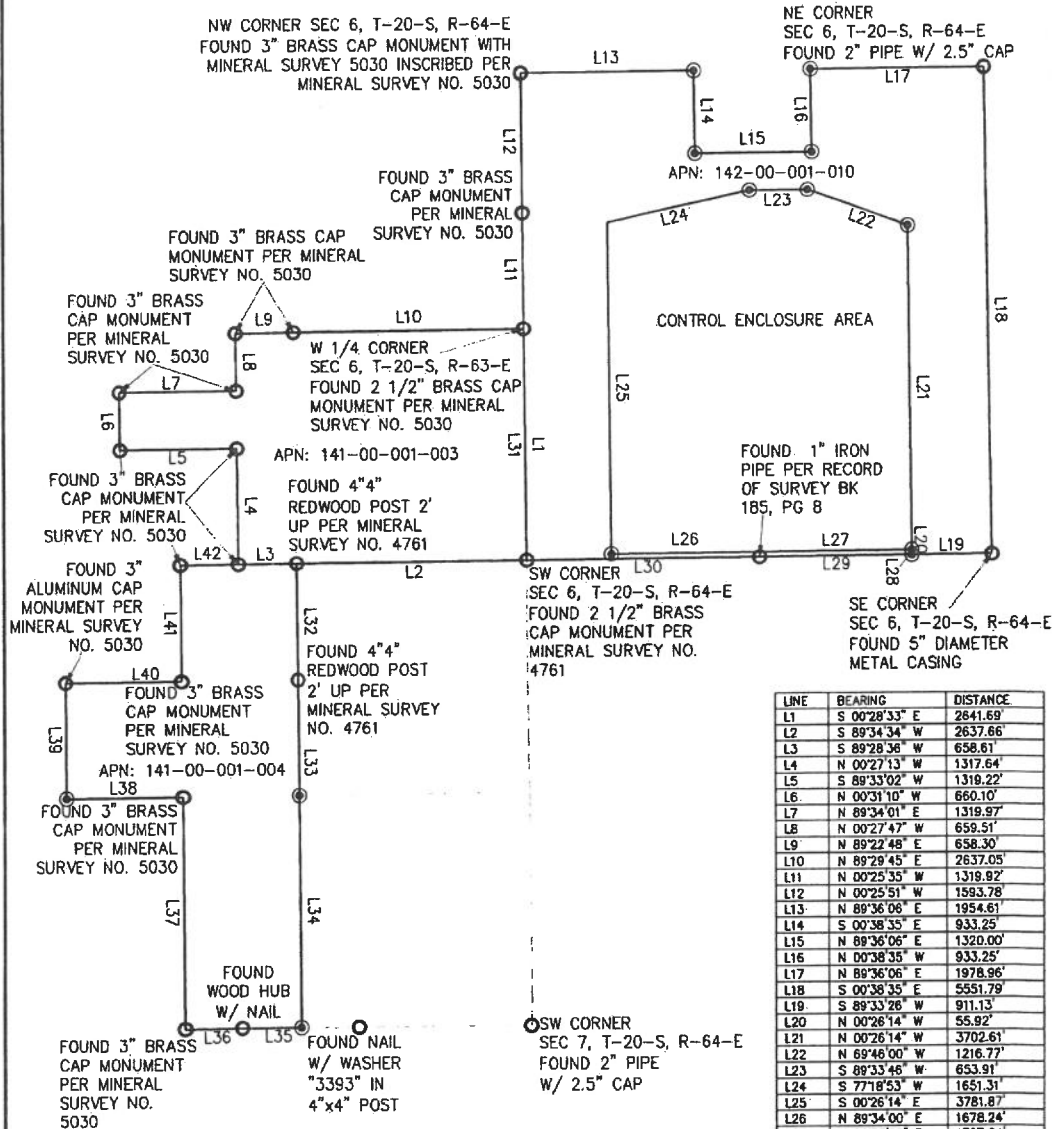 NW CORNER SEC 6, T-20-S, R-64-E
FOUND 3" BRASS CAP MONUMENT WITH
MINERAL SURVEY 5030 INSCRIBED PER
MINERAL SURVEY NO. 5030
NE CORNER
SEC 6, T-20-S, R-64-E
FOUND 2" PIPE W/ 2.5" CAP
L13
L17
L14
L16
L12
L15
APN: 142-00-001-010
FOUND 3" BRASS
CAP MONUMENT
PER MINERAL
SURVEY NO. 5030
L23
L24
L22
FOUND 3" BRASS CAP
MONUMENT PER MINERAL
SURVEY NO. 5030
L11
L18
FOUND 3" BRASS
CAP MONUMENT
PER MINERAL
SURVEY NO. 5030
L9
L10
CONTROL ENCLOSURE AREA
L8
W 1/4 CORNER
SEC 6, T-20-S, R-63-E
FOUND 2 1/2" BRASS CAP
MONUMENT PER MINERAL
SURVEY NO. 5030
L7
L25
L21
L6
L31
L1
L5
APN: 141-00-001-003
FOUND 1" IRON
PIPE PER RECORD
OF SURVEY BK
185, PG 8
FOUND 3" BRASS
CAP MONUMENT
PER MINERAL
SURVEY NO. 5030
L4
FOUND 4"4"
REDWOOD POST 2'
UP PER MINERAL
SURVEY NO. 4761
L42
L3
L2
L26
L27
L20
L19
L30
L29
L28
FOUND 3"
ALUMINUM CAP
MONUMENT PER
MINERAL SURVEY
NO. 5030
SW CORNER
SEC 6, T-20-S, R-64-E
FOUND 2 1/2" BRASS
CAP MONUMENT PER
MINERAL SURVEY NO.
4761
SE CORNER
SEC 6, T-20-S, R-64-E
FOUND 5" DIAMETER
METAL CASING
L41
L32
FOUND 4"4"
REDWOOD POST
2' UP PER
MINERAL SURVEY
NO. 4761
L40
FOUND 3" BRASS
CAP MONUMENT
PER MINERAL
SURVEY NO. 5030
L39
APN: 141-00-001-004
L33
L38
FOUND 3" BRASS
CAP MONUMENT
PER MINERAL
SURVEY NO. 5030
L37
L34
FOUND
WOOD HUB
W/ NAIL
L36
L35
FOUND 3" BRASS
CAP MONUMENT
PER MINERAL
SURVEY NO.
5030
FOUND NAIL
W/ WASHER
"3393" IN
4"x4" POST
SW CORNER
SEC 7, T-20-S, R-64-E
FOUND 2" PIPE
W/ 2.5" CAP
LINE BEARING DISTANCE
L1 S 00°28'33" E 2641.69'
L2 S 89°34'34" W 2637.66'
L3 S 89°28'36" W 658.61'
L4 N 00°27'13" W 1317.64'
L5 S 89°33'02" W 1319.22'
L6 N 00°31'10" W 660.10'
L7 N 89°34'01" E 1319.97'
L8 N 00°27'47" W 659.51'
L9 N 89°22'48" E 658.30'
L10 N 89°29'45" E 2637.05'
L11 N 00°25'35" W 1319.92'
L12 N 00°25'51" W 1593.78'
L13 N 89°36'06" E 1954.61'
L14 S 00°38'35" E 933.25'
L15 N 89°36'06" E 1320.00'
L16 N 00°38'35" W 933.25'
L17 N 89°36'06" E 1978.96'
L18 S 00°38'35" E 5551.79'
L19 S 89°33'26" W 911.13'
L20 N 00°26'14" W 55.92'
L21 N 00°26'14" W 3702.61'
L22 N 69°46'00" W 1216.77'
L23 S 89°33'46" W 653.91'
L24 S 77°18'53" W 1651.31'
L25 S 00°26'14" E 3781.87'
L26 N 89°34'00" E 1678.24'